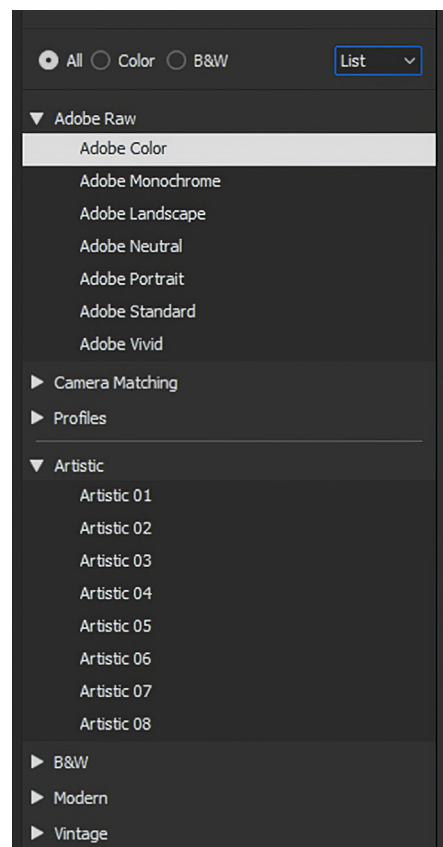 All Color B&W List
Adobe Raw
Adobe Color
Adobe Monochrome
Adobe Landscape
Adobe Neutral
Adobe Portrait
Adobe Standard
Adobe Vivid
Camera Matching
Profiles
Artistic
Artistic 01
Artistic 02
Artistic 03
Artistic 04
Artistic 05
Artistic 06
Artistic 07
Artistic 08
B&W
Modern
Vintage